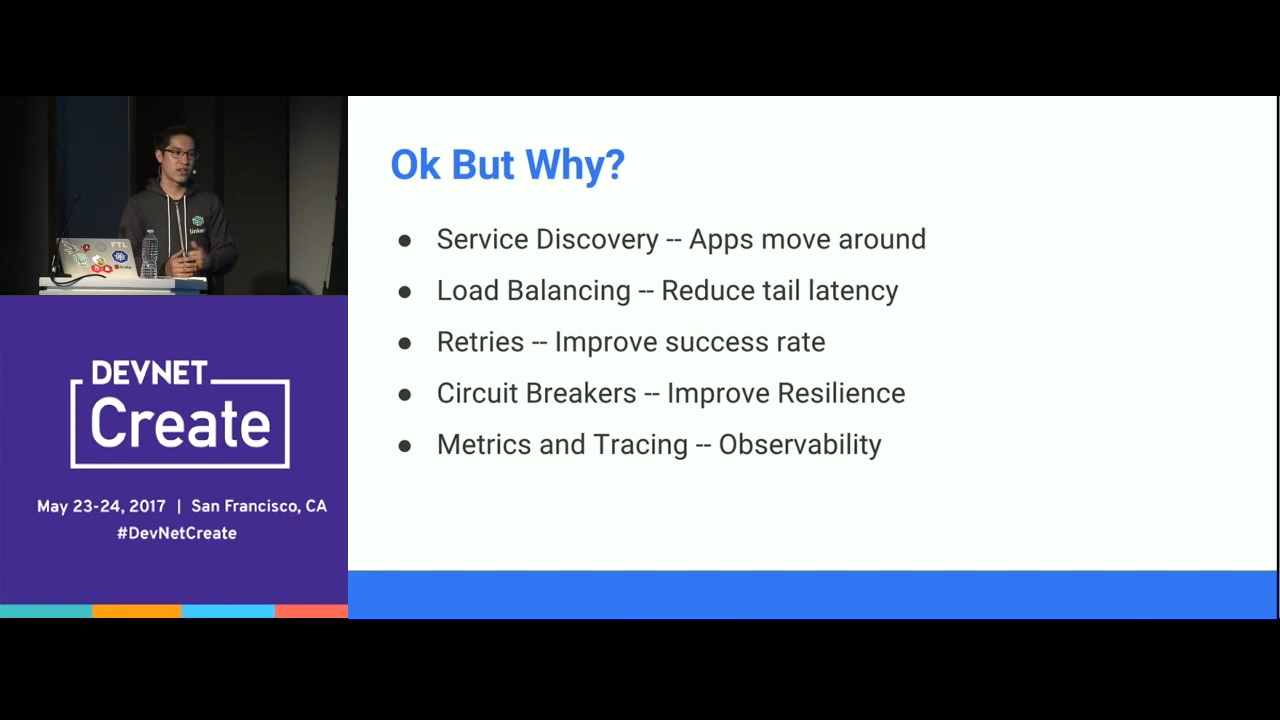 Ok But Why?
● Service Discovery -- Apps move around
● Load Balancing -- Reduce tail latency
● Retries -- Improve success rate
● Circuit Breakers -- Improve Resilience
● Metrics and Tracing -- Observability
FTL
DEVNET
Create
May 23-24, 2017 | San Francisco, CA
#DevNetCreate